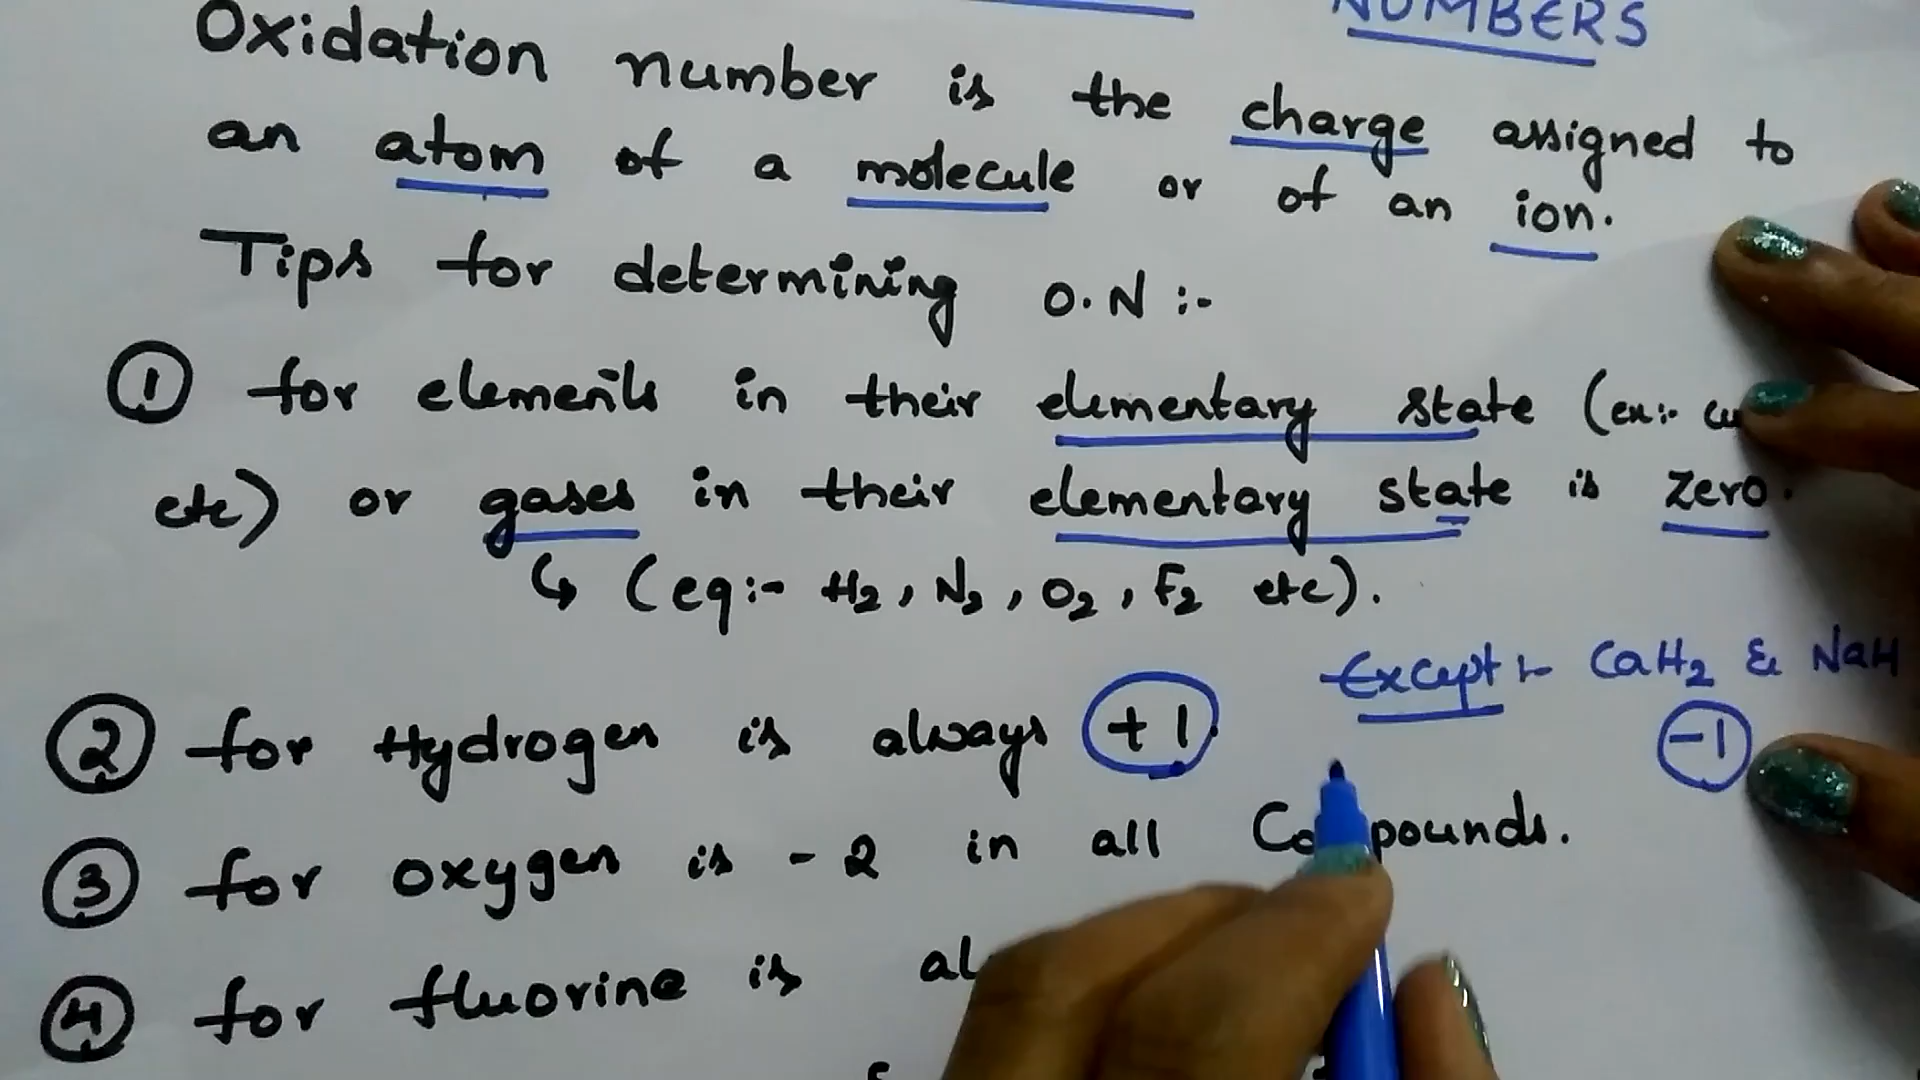 NUMBERS
Oxidation number is the charge assigned to
an atom of a molecule or of an ion.
Tips for determining O.N :-
① for elements in their elementary state (ex:- Cu
etc) or gases in their elementary state is zero.
↳ (eg:- H₂, N₂, O₂, F₂ etc).
Except :- CaH₂ & NaH
② for Hydrogen is always +1
-1
③ for oxygen is -2 in all Compounds.
④ for fluorine is